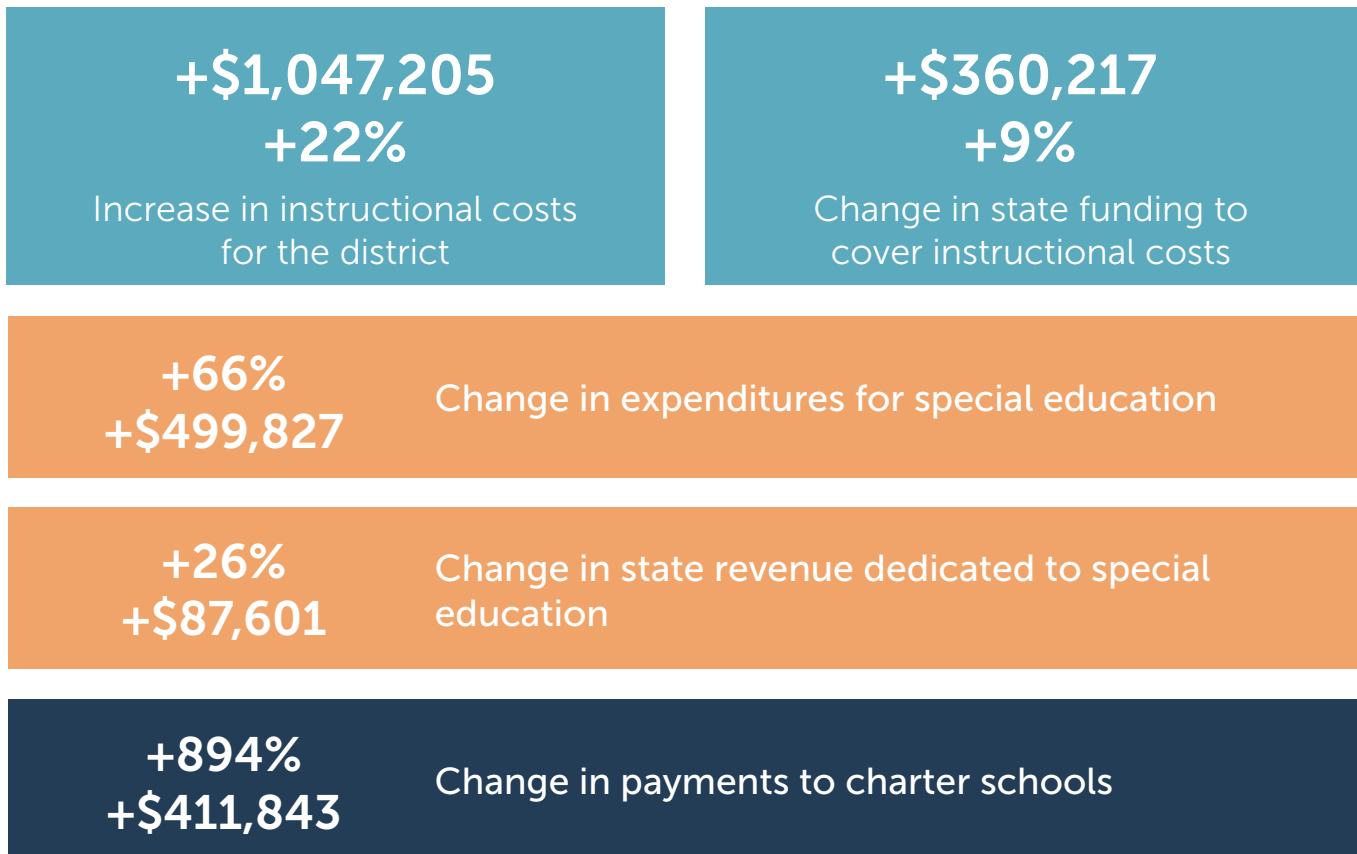 +$1,047,205
+22%
Increase in instructional costs
for the district
+$360,217
+9%
Change in state funding to
cover instructional costs
+66%
+$499,827
Change in expenditures for special education
+26%
+$87,601
Change in state revenue dedicated to special
education
+894%
+$411,843
Change in payments to charter schools